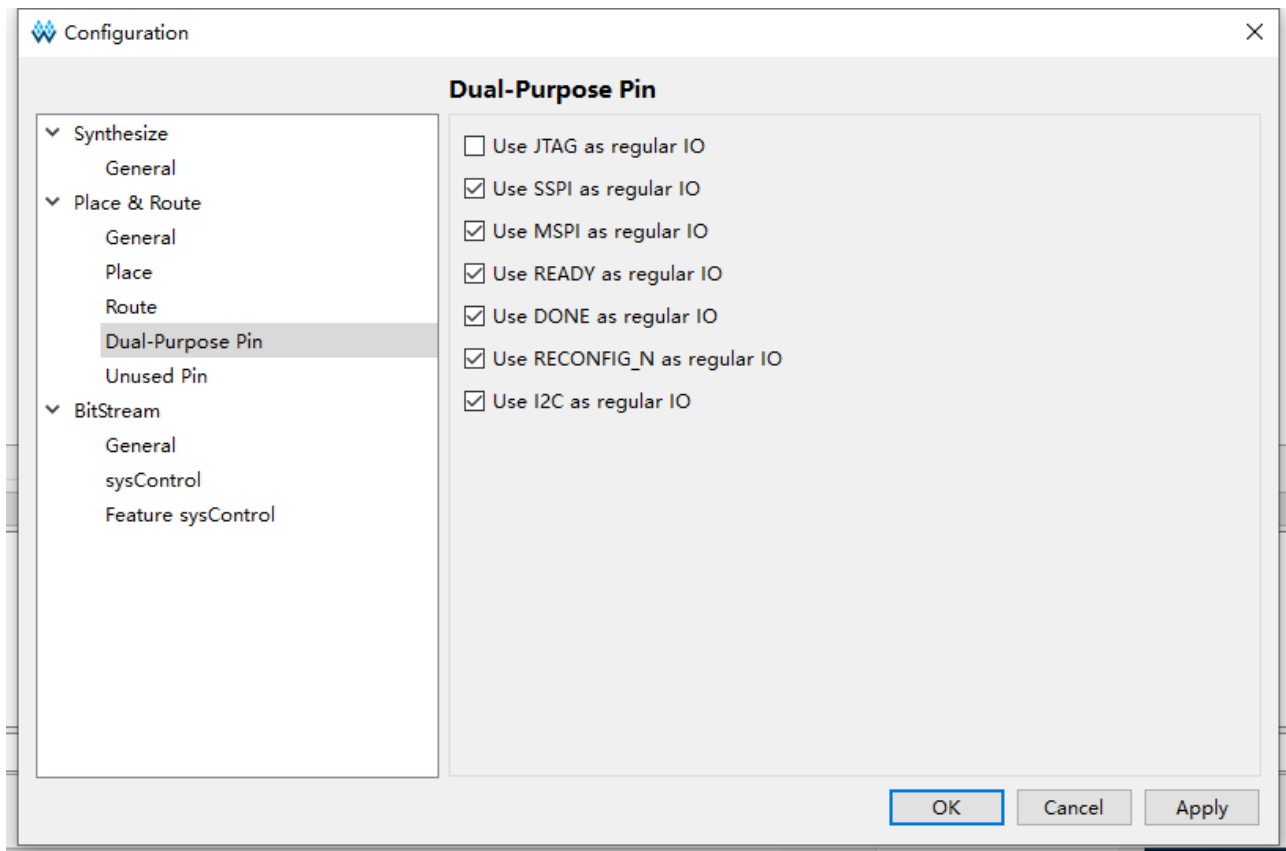 Configuration
Dual-Purpose Pin
Synthesize
General
Place & Route
General
Place
Route
Dual-Purpose Pin
Unused Pin
BitStream
General
sysControl
Feature sysControl
Use JTAG as regular IO
Use SSPI as regular IO
Use MSPI as regular IO
Use READY as regular IO
Use DONE as regular IO
Use RECONFIG_N as regular IO
Use I2C as regular IO
OK
Cancel
Apply